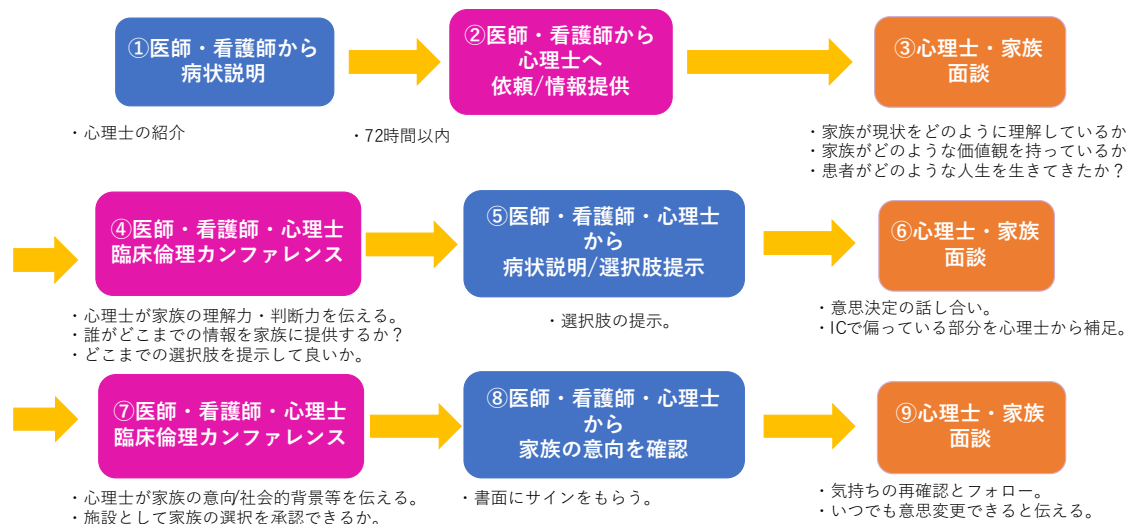 ①医師・看護師から
病状説明
②医師・看護師から
心理士へ
依頼/情報提供
③心理士・家族
面談
・心理士の紹介
・72時間以内
・家族が現状をどのように理解しているか
・家族がどのような価値観を持っているか
・患者がどのような人生を生きてきたか？
④医師・看護師・心理士
臨床倫理カンファレンス
⑤医師・看護師・心理士
から
病状説明/選択肢提示
⑥心理士・家族
面談
・心理士が家族の理解力・判断力を伝える。
・誰がどこまでの情報を家族に提供するか？
・どこまでの選択肢を提示して良いか。
・選択肢の提示。
・意思決定の話し合い。
・ICで偏っている部分を心理士から補足。
⑦医師・看護師・心理士
臨床倫理カンファレンス
⑧医師・看護師・心理士
から
家族の意向を確認
⑨心理士・家族
面談
・心理士が家族の意向/社会的背景等を伝える。
・施設として家族の選択を承認できるか。
・書面にサインをもらう。
・気持ちの再確認とフォロー。
・いつでも意思変更できると伝える。